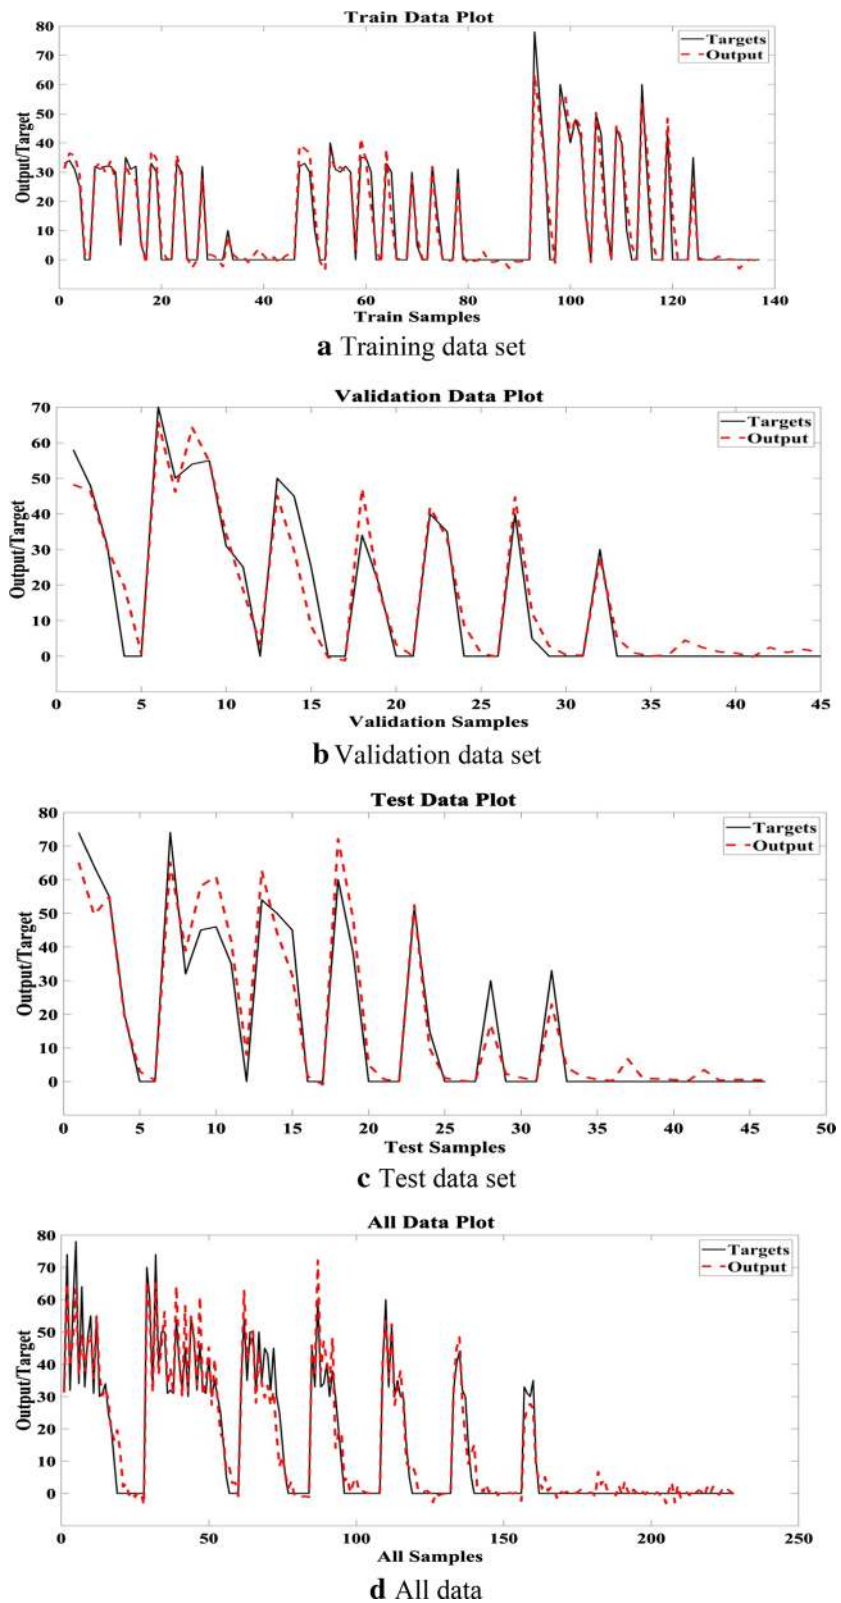 Train Data Plot
80
70
60
50
40
30
20
10
0
Output/Target
Targets
Output
0 20 40 60 80 100 120 140
Train Samples
a Training data set
Validation Data Plot
70
60
50
40
30
20
10
0
Output/Target
Targets
Output
0 5 10 15 20 25 30 35 40 45
Validation Samples
b Validation data set
Test Data Plot
80
70
60
50
40
30
20
10
0
Output/Target
Targets
Output
0 5 10 15 20 25 30 35 40 45 50
Test Samples
c Test data set
All Data Plot
80
70
60
50
40
30
20
10
0
Output/Target
Targets
Output
0 50 100 150 200 250
All Samples
d All data